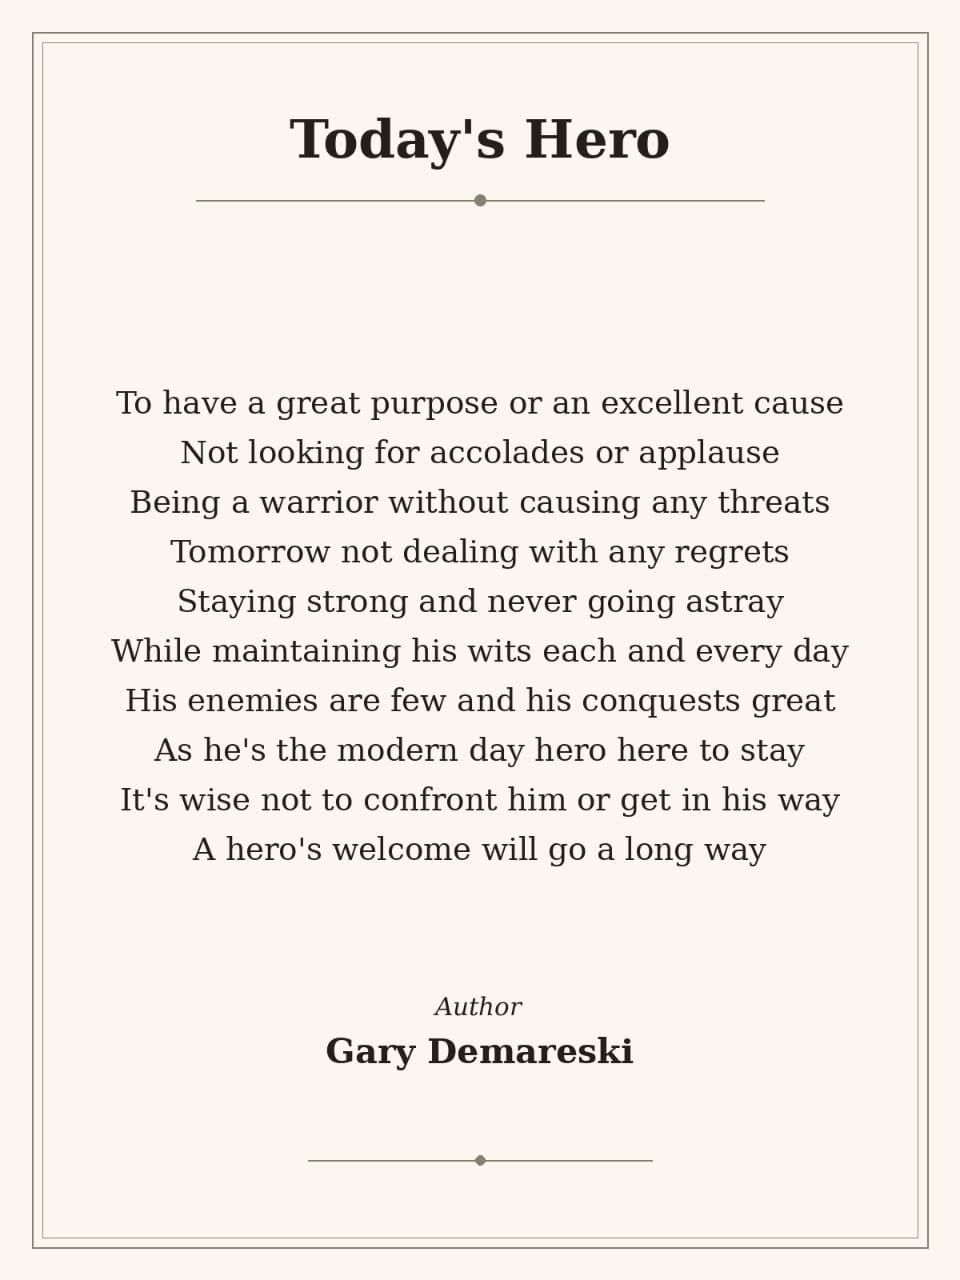 Today's Hero
To have a great purpose or an excellent cause
Not looking for accolades or applause
Being a warrior without causing any threats
Tomorrow not dealing with any regrets
Staying strong and never going astray
While maintaining his wits each and every day
His enemies are few and his conquests great
As he's the modern day hero here to stay
It's wise not to confront him or get in his way
A hero's welcome will go a long way
Author
Gary Demareski